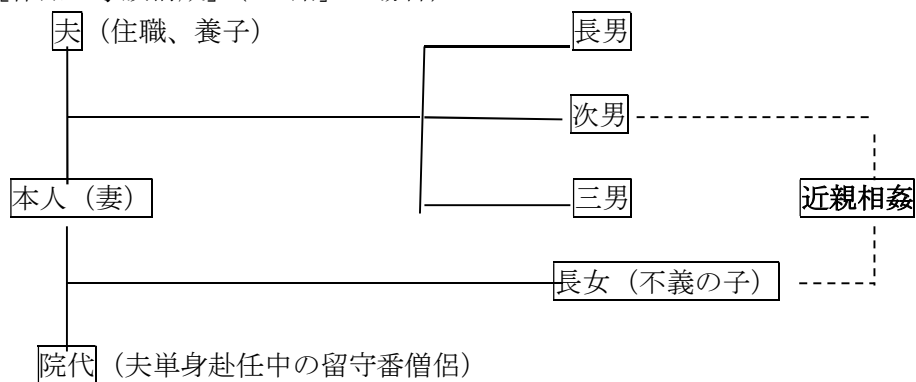 夫（住職、養子）
長男
次男
本人（妻）
三男
近親相姦
長女（不義の子）
院代（夫単身赴任中の留守番僧侶）